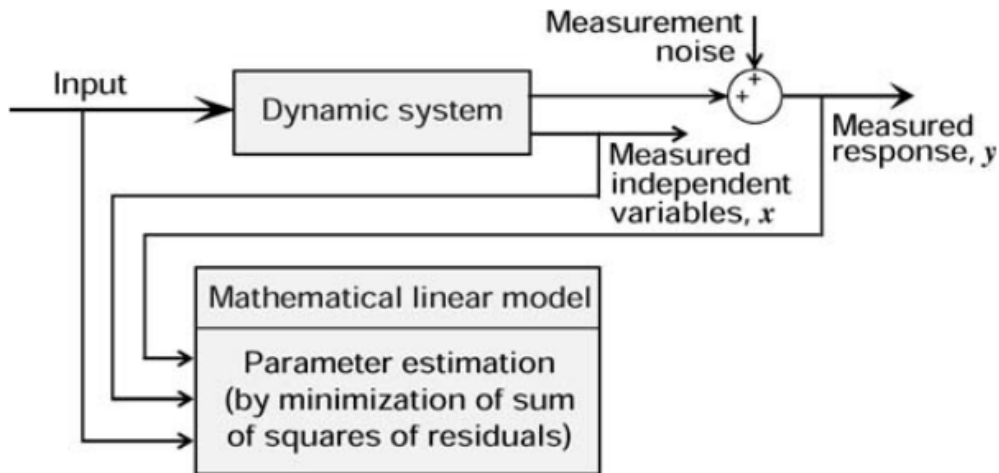 Measurement
noise
Input
+
+
Dynamic system
Measured
response, y
Measured
independent
variables, x
Mathematical linear model
Parameter estimation
(by minimization of sum
of squares of residuals)